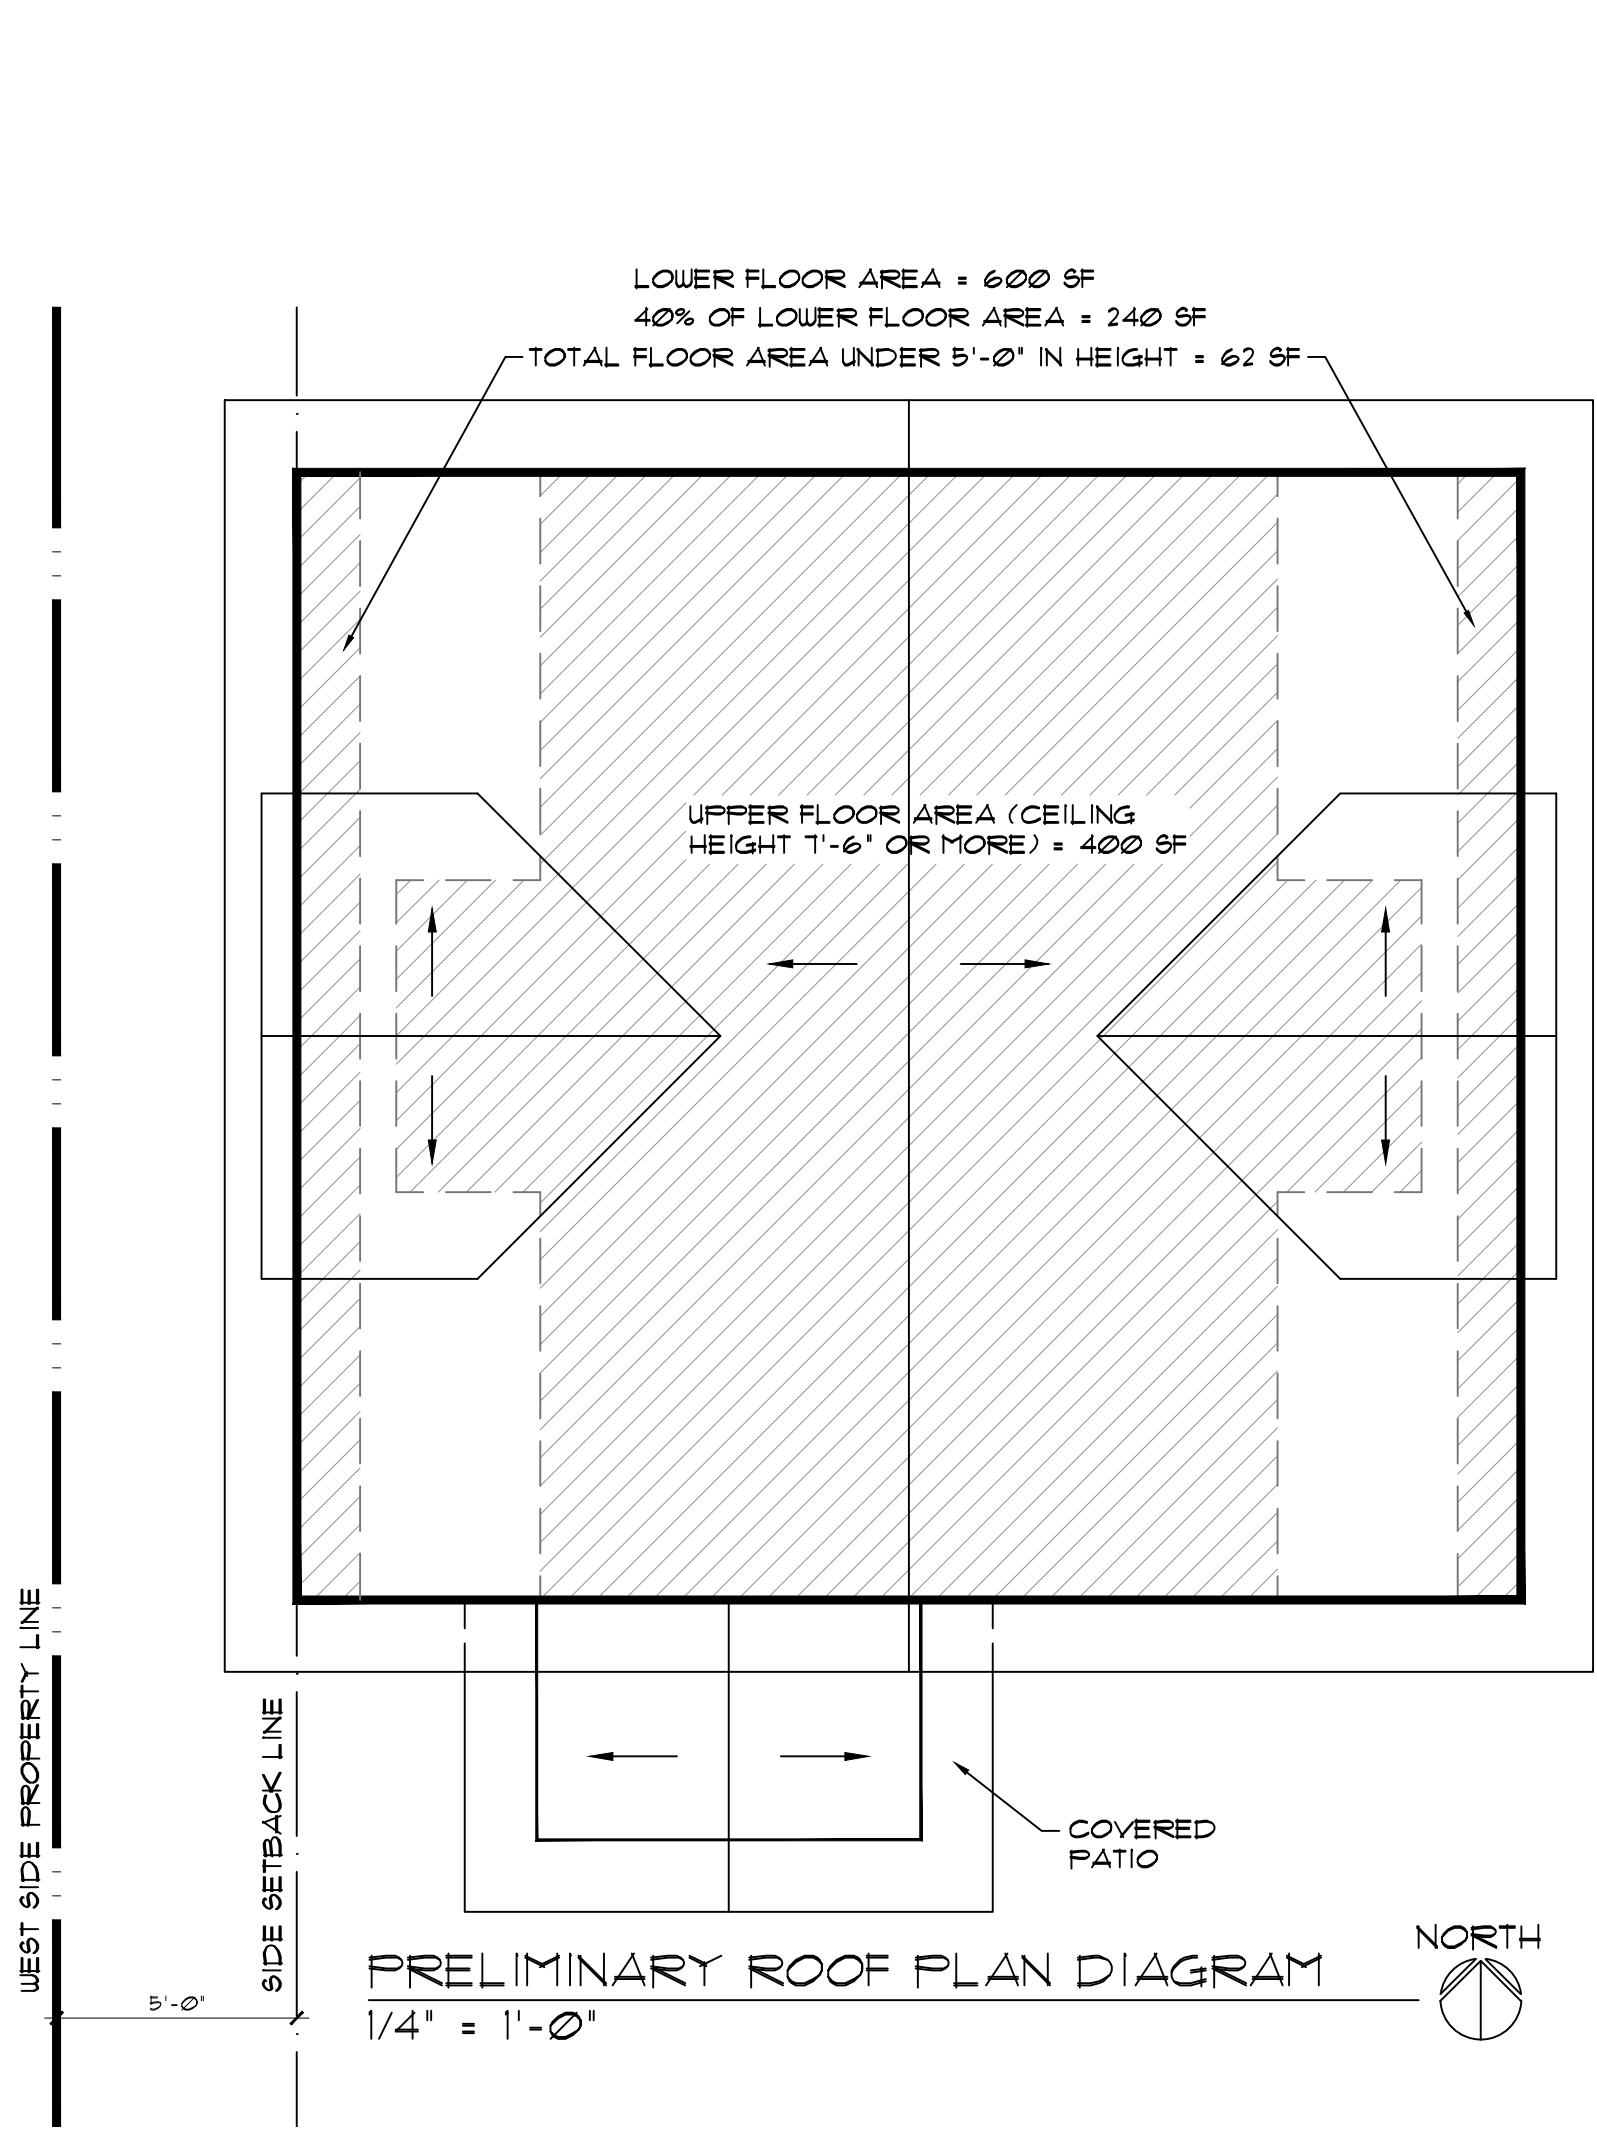 LOWER FLOOR AREA = 600 SF
40% OF LOWER FLOOR AREA = 240 SF
TOTAL FLOOR AREA UNDER 5'-0" IN HEIGHT = 62 SF
UPPER FLOOR AREA (CEILING
HEIGHT 7'-6" OR MORE) = 400 SF
WEST SIDE PROPERTY LINE
SIDE SETBACK LINE
COVERED
PATIO
5'-0"
PRELIMINARY ROOF PLAN DIAGRAM
1/4" = 1'-0"
NORTH